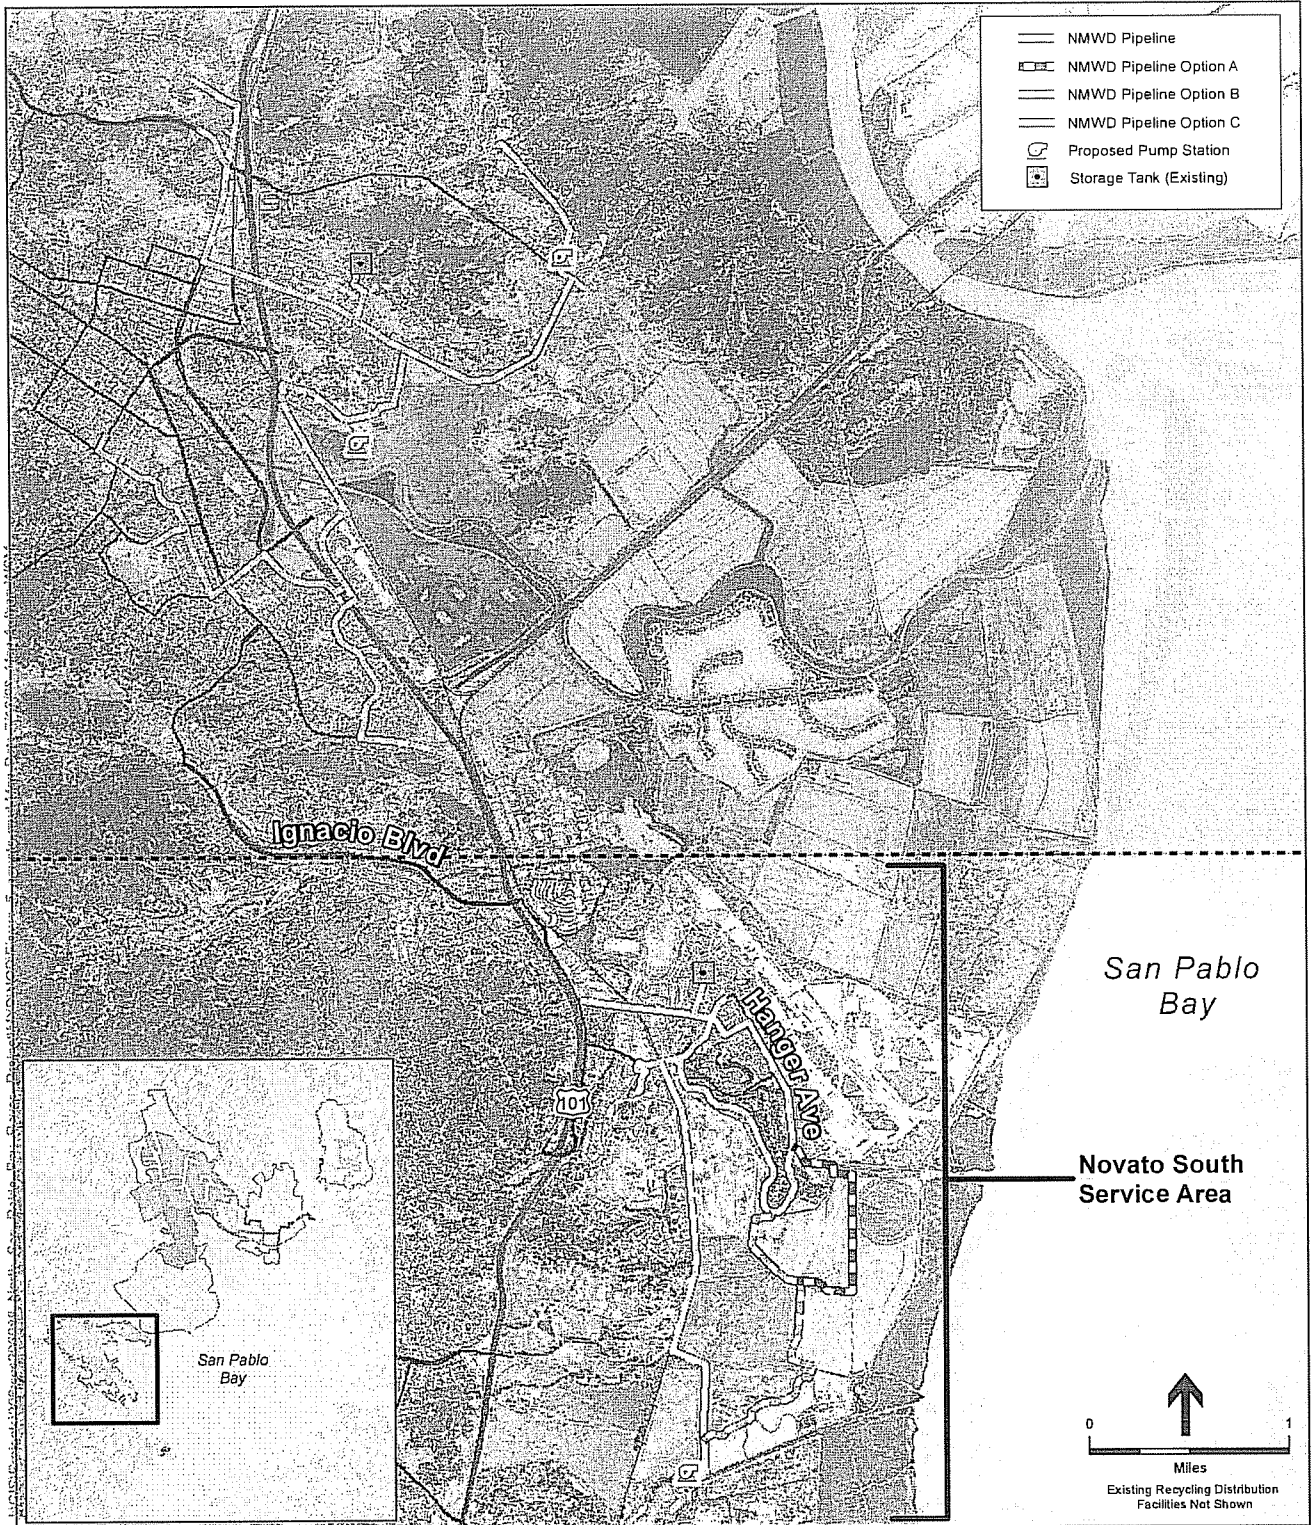 NMWD Pipeline
NMWD Pipeline Option A
NMWD Pipeline Option B
NMWD Pipeline Option C
Proposed Pump Station
Storage Tank (Existing)
Ignacio Blvd
San Pablo
Bay
Hanger Ave
101
Novato South
Service Area
San Pablo
Bay
0 1
Miles
Existing Recycling Distribution
Facilities Not Shown